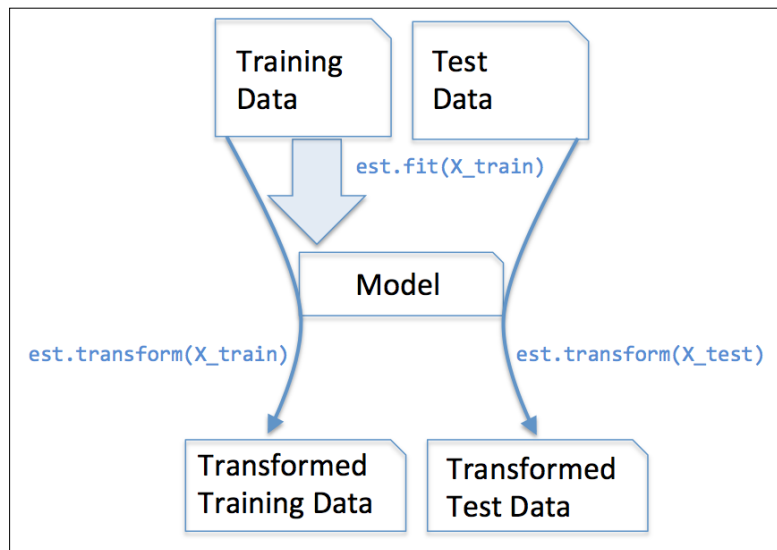 Training
Data
Test
Data
est.fit(X_train)
Model
est.transform(X_train)
est.transform(X_test)
Transformed
Training Data
Transformed
Test Data